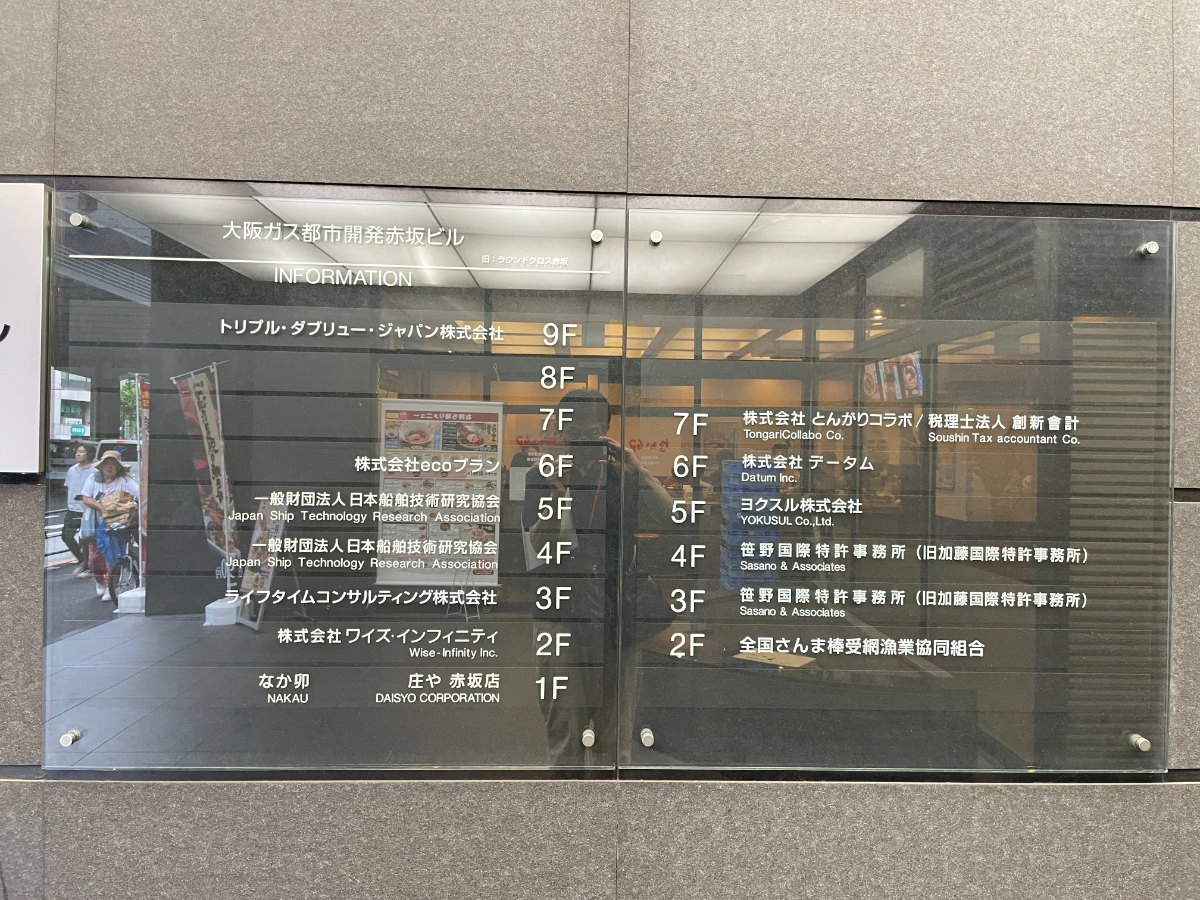 大阪ガス都市開発赤坂ビル
旧：ラウンドクロス赤坂
INFORMATION
トリプル・ダブリュー・ジャパン株式会社 9F
8F
7F
株式会社ecoプラン 6F
一般財団法人日本船舶技術研究協会 5F
Japan Ship Technology Research Association
一般財団法人日本船舶技術研究協会 4F
Japan Ship Technology Research Association
ライフタイムコンサルティング株式会社 3F
株式会社 ワイズ・インフィニティ 2F
Wise-Infinity Inc.
なか卯 庄や 赤坂店 1F
NAKAU DAISYO CORPORATION
7F 株式会社 とんがりコラボ / 税理士法人 創新會計
TongariCollabo Co. Soushin Tax accountant Co.
6F 株式会社 データム
Datum Inc.
5F ヨクスル株式会社
YOKUSUL Co.,Ltd.
4F 笹野国際特許事務所（旧加藤国際特許事務所）
Sasano & Associates
3F 笹野国際特許事務所（旧加藤国際特許事務所）
Sasano & Associates
2F 全国さんま棒受網漁業協同組合